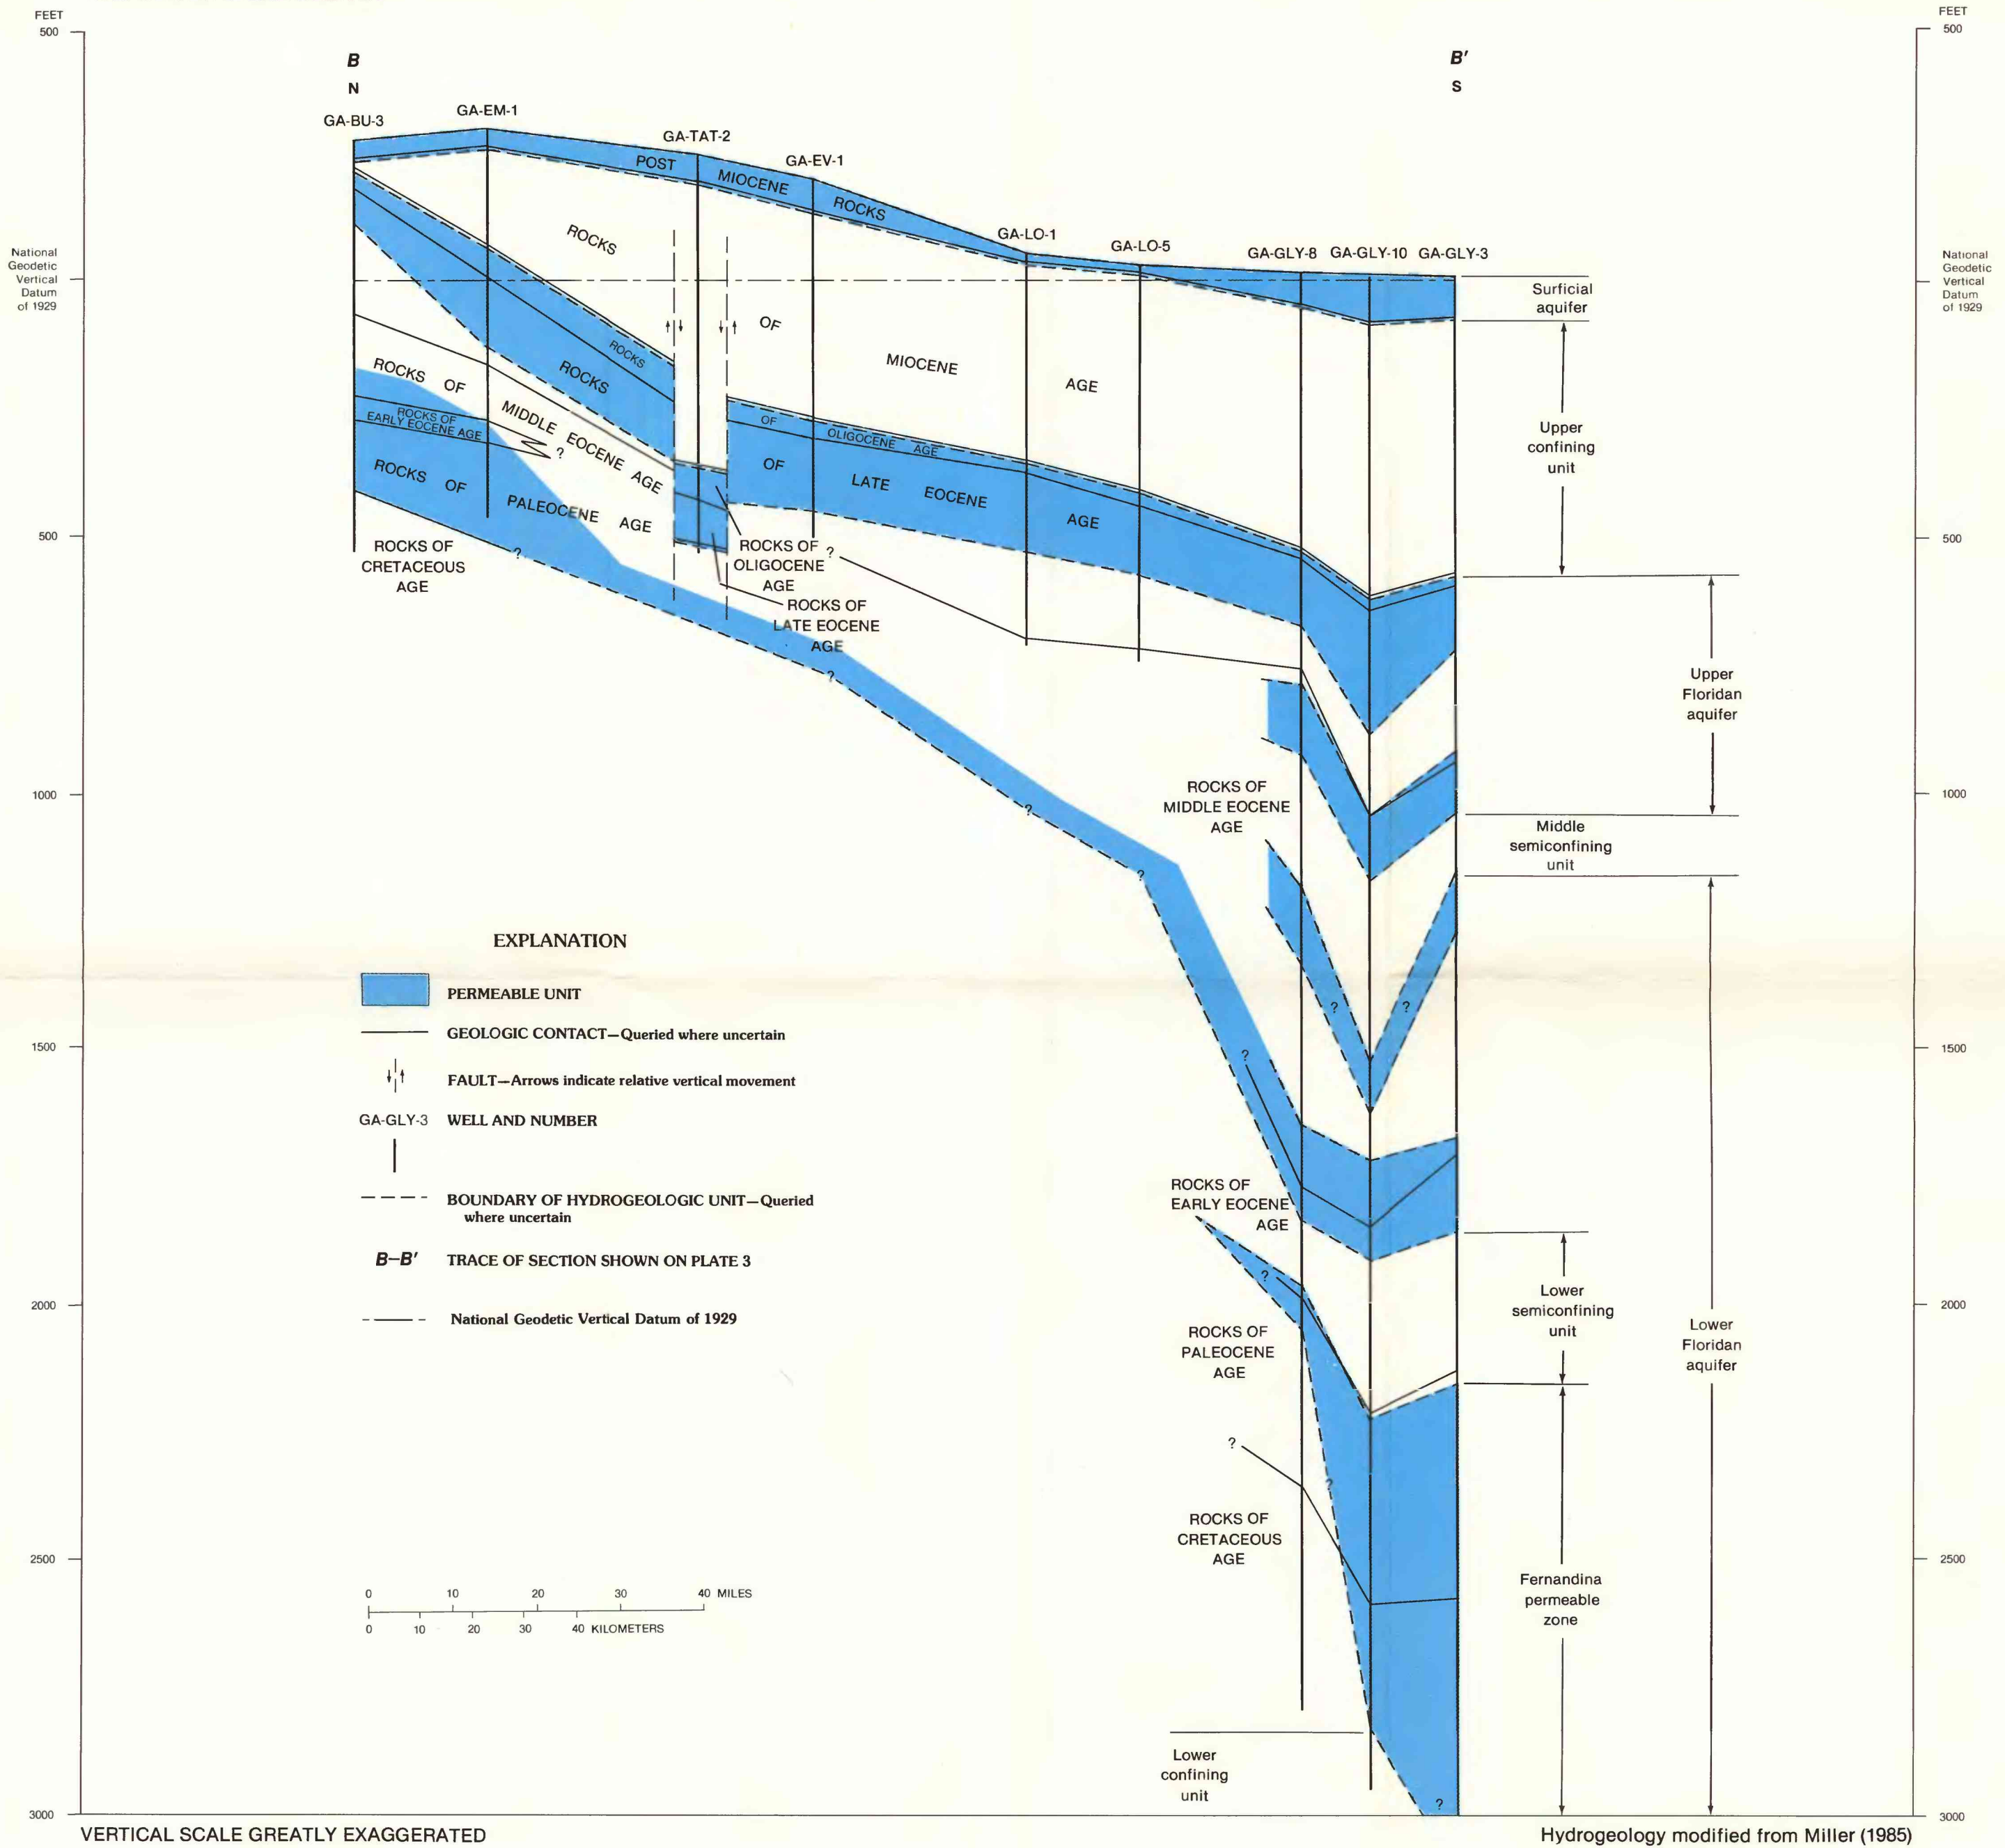 FEET
500
FEET
500
B
N
B'
S
GA-BU-3
GA-EM-1
GA-TAT-2
GA-EV-1
GA-LO-1
GA-LO-5
GA-GLY-8
GA-GLY-10
GA-GLY-3
POST
MIOCENE
ROCKS
ROCKS
OF
MIOCENE
AGE
National
Geodetic
Vertical
Datum
of 1929
National
Geodetic
Vertical
Datum
of 1929
Surficial
aquifer
Upper
confining
unit
ROCKS
OF
OLIGOCENE AGE
ROCKS
OF
LATE
EOCENE
AGE
ROCKS OF
MIDDLE EOCENE AGE
ROCKS OF
EARLY EOCENE AGE
?
ROCKS OF
PALEOCENE AGE
ROCKS OF
CRETACEOUS
AGE
?
ROCKS OF
OLIGOCENE
AGE
?
ROCKS OF
LATE EOCENE
AGE
?
?
?
500
500
Upper
Floridan
aquifer
1000
1000
ROCKS OF
MIDDLE EOCENE
AGE
Middle
semiconfining
unit
?
?
?
1500
1500
ROCKS OF
EARLY EOCENE
AGE
?
Lower
semiconfining
unit
2000
2000
Lower
Floridan
aquifer
ROCKS OF
PALEOCENE
AGE
?
?
ROCKS OF
CRETACEOUS
AGE
2500
2500
Fernandina
permeable
zone
Lower
confining
unit
?
3000
3000
EXPLANATION
PERMEABLE UNIT
GEOLOGIC CONTACT—Queried where uncertain
FAULT—Arrows indicate relative vertical movement
GA-GLY-3 WELL AND NUMBER
BOUNDARY OF HYDROGEOLOGIC UNIT—Queried
where uncertain
B–B' TRACE OF SECTION SHOWN ON PLATE 3
National Geodetic Vertical Datum of 1929
0 10 20 30 40 MILES
0 10 20 30 40 KILOMETERS
VERTICAL SCALE GREATLY EXAGGERATED
Hydrogeology modified from Miller (1985)